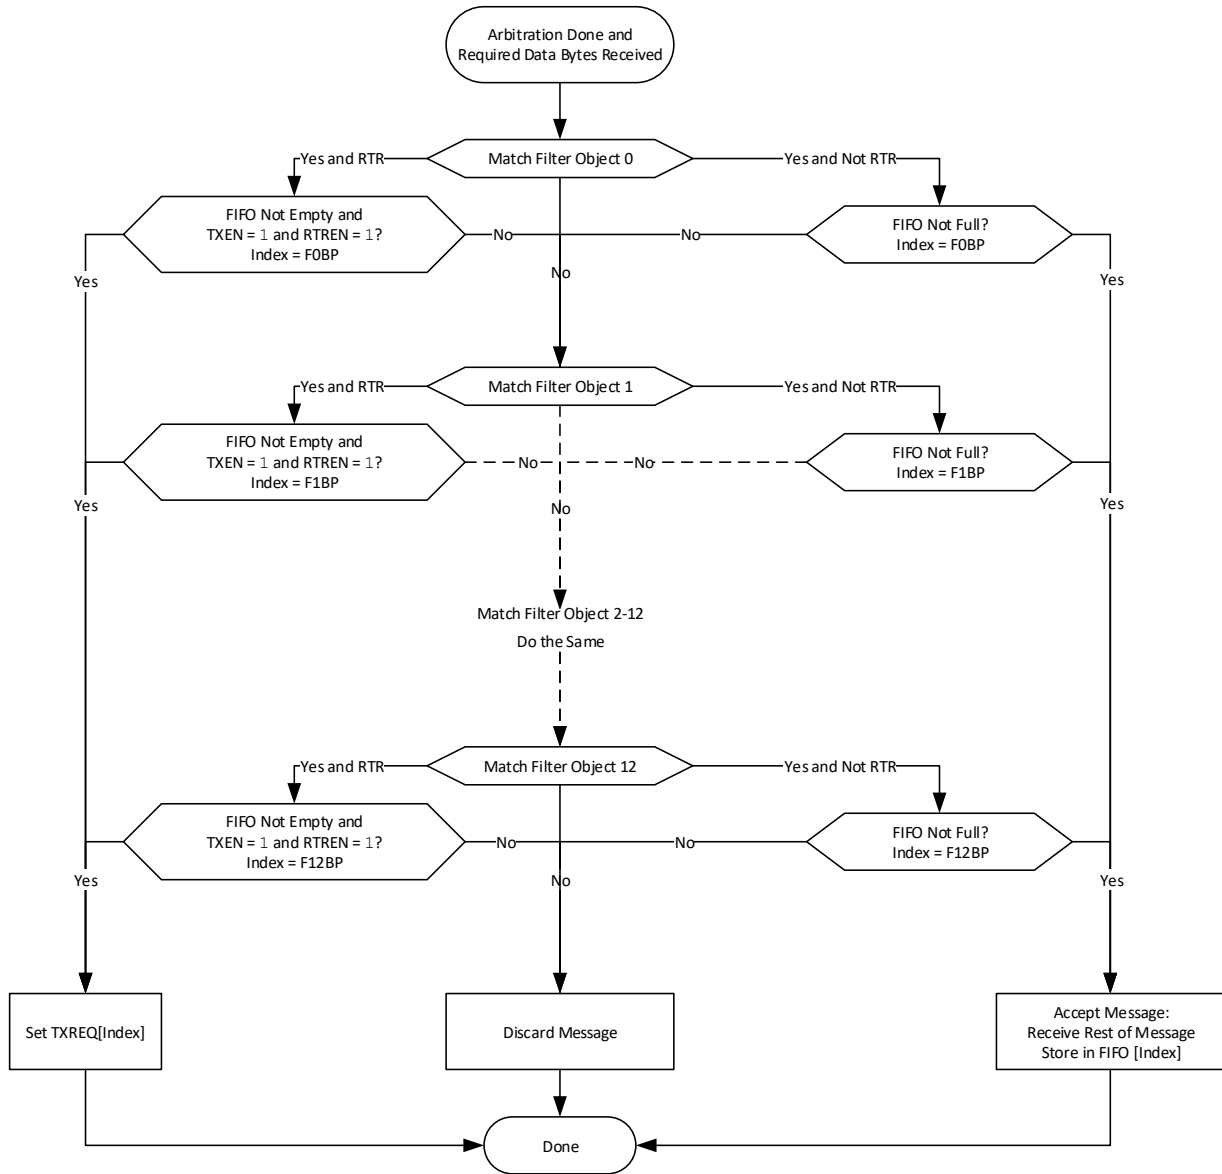 Arbitration Done and
Required Data Bytes Received
Match Filter Object 0
Yes and RTR
Yes and Not RTR
FIFO Not Empty and
TXEN = 1 and RTREN = 1?
Index = F0BP
No
No
FIFO Not Full?
Index = F0BP
Yes
No
Yes
Match Filter Object 1
Yes and RTR
Yes and Not RTR
FIFO Not Empty and
TXEN = 1 and RTREN = 1?
Index = F1BP
No
No
FIFO Not Full?
Index = F1BP
Yes
No
Yes
Match Filter Object 2-12
Do the Same
Match Filter Object 12
Yes and RTR
Yes and Not RTR
FIFO Not Empty and
TXEN = 1 and RTREN = 1?
Index = F12BP
No
No
FIFO Not Full?
Index = F12BP
Yes
No
Yes
Set TXREQ[Index]
Discard Message
Accept Message:
Receive Rest of Message
Store in FIFO [Index]
Done